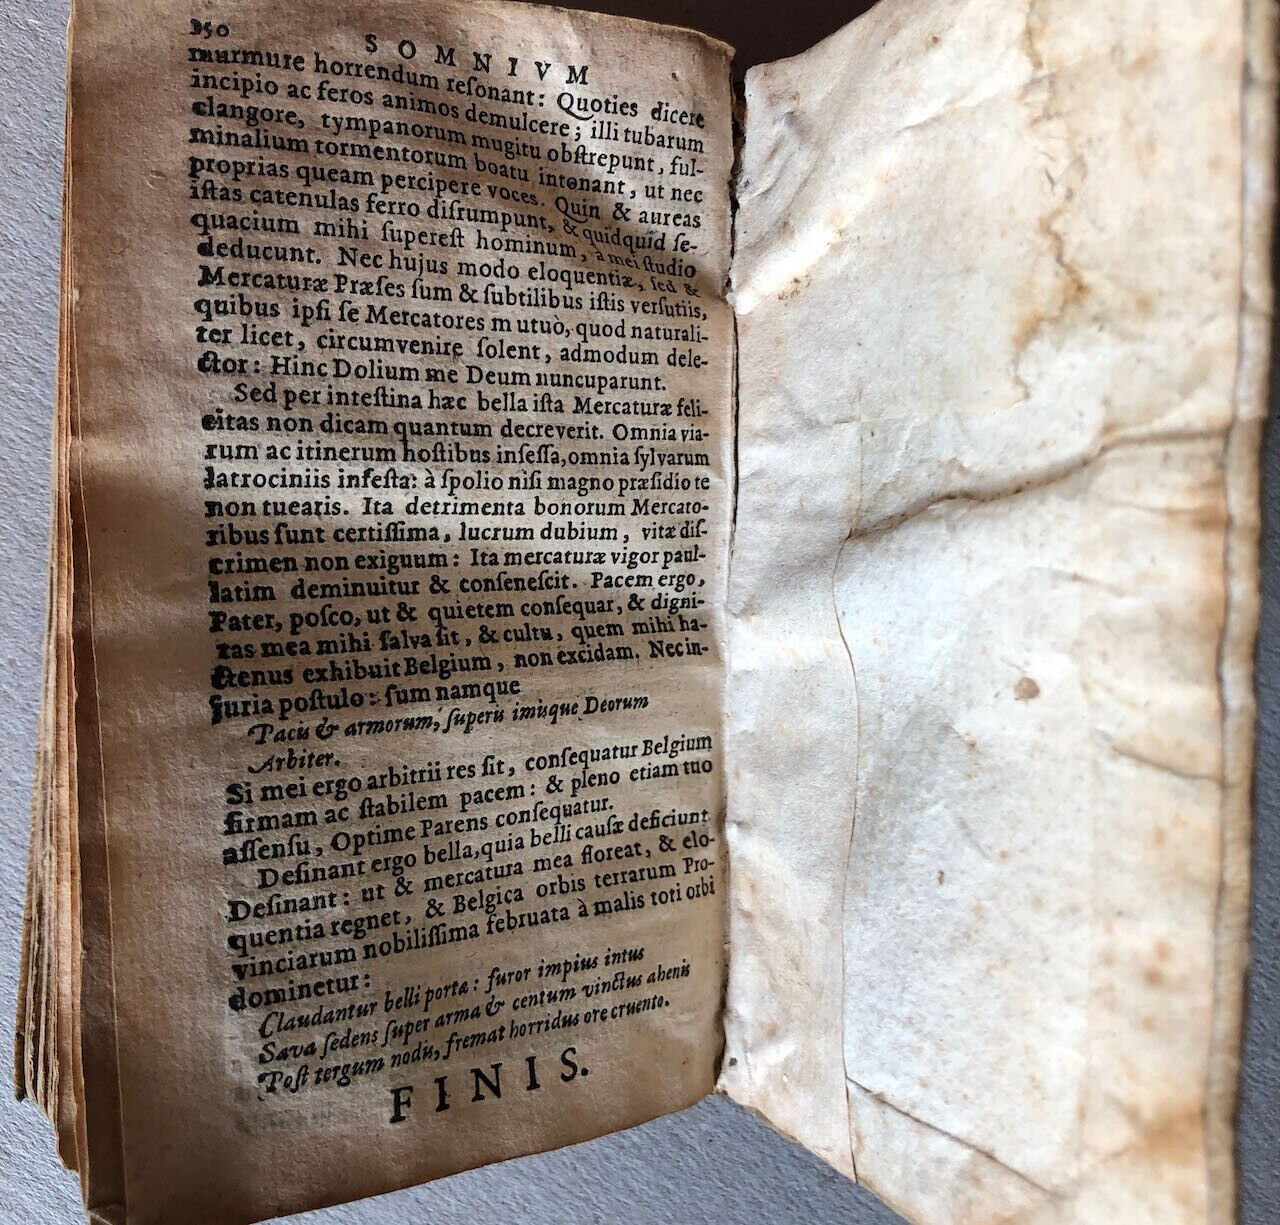 350
SOMNIVM
murmure horrendum reſonant: Quoties dicere
incipio ac feros animos demulcere; illi tubarum
clangore, tympanorum mugitu obſtrepunt, ful-
minalium tormentorum boatu intonant, ut nec
proprias queam percipere voces. Quin & aureas
iſtas catenulas ferro diſrumpunt, & quidquid ſe-
quacium mihi ſupereſt hominum, à mei ſtudio
deducunt. Nec hujus modo eloquentiæ, ſed &
Mercaturæ Præſes ſum & ſubtilibus iſtis verſutiis,
quibus ipſi ſe Mercatores mutuò, quod naturali-
ter licet, circumvenire ſolent, admodum dele-
ctor: Hinc Dolium me Deum nuncuparunt.
Sed per inteſtina hæc bella iſta Mercaturæ feli-
citas non dicam quantum decreverit. Omnia via-
rum ac itinerum hoſtibus inſeſſa, omnia ſylvarum
latrociniis infeſta: à ſpolio niſi magno præſidio te
non tuearis. Ita detrimenta bonorum Mercato-
ribus ſunt certiſſima, lucrum dubium, vitæ diſ-
crimen non exiguum: Ita mercaturæ vigor paul-
latim deminuitur & conſeneſcit. Pacem ergo,
Pater, poſco, ut & quietem conſequar, & digni-
tas mea mihi ſalva ſit, & cultu, quem mihi ha-
ctenus exhibuit Belgium, non excidam. Nec in-
juria poſtulo: ſum namque
Pacis & armorum, ſuperis imisque Deorum
Arbiter.
Si mei ergo arbitrii res ſit, conſequatur Belgium
firmam ac ſtabilem pacem: & pleno etiam tuo
aſſenſu, Optime Parens conſequatur.
Deſinant ergo bella, quia belli cauſæ deficiunt
Deſinant: ut & mercatura mea floreat, & elo-
quentia regnet, & Belgica orbis terrarum Pro-
vinciarum nobiliſſima februata à malis toti orbi
dominetur:
Claudantur belli portæ: furor impius intus
Sæva ſedens ſuper arma & centum vinctus ahenis
Poſt tergum nodis, fremat horridus ore cruento.
FINIS.